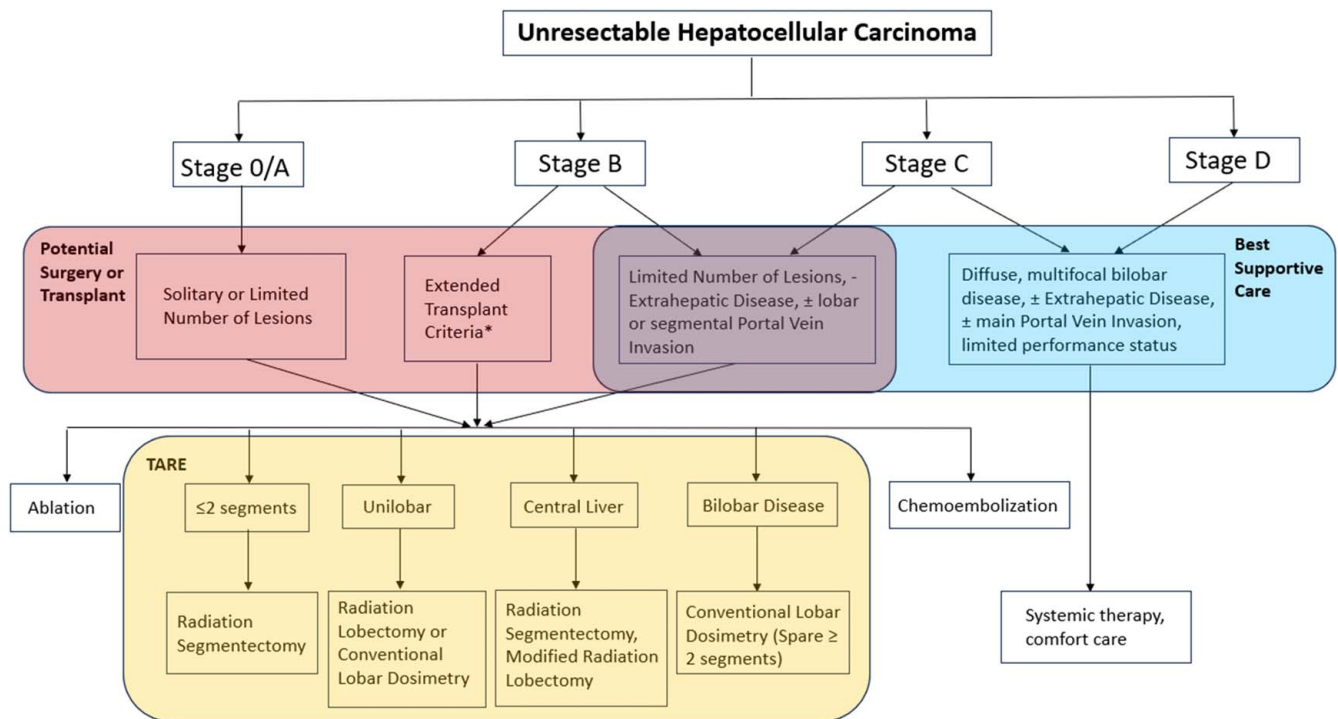 Unresectable Hepatocellular Carcinoma
Stage 0/A
Stage B
Stage C
Stage D
Potential
Surgery or
Transplant
Solitary or Limited
Number of Lesions
Extended
Transplant
Criteria*
Limited Number of Lesions, -
Extrahepatic Disease, ± lobar
or segmental Portal Vein
Invasion
Diffuse, multifocal bilobar
disease, ± Extrahepatic Disease,
± main Portal Vein Invasion,
limited performance status
Best
Supportive
Care
TARE
Ablation
≤2 segments
Unilobar
Central Liver
Bilobar Disease
Chemoembolization
Radiation
Segmentectomy
Radiation
Lobectomy or
Conventional
Lobar Dosimetry
Radiation
Segmentectomy,
Modified Radiation
Lobectomy
Conventional Lobar
Dosimetry (Spare ≥
2 segments)
Systemic therapy,
comfort care